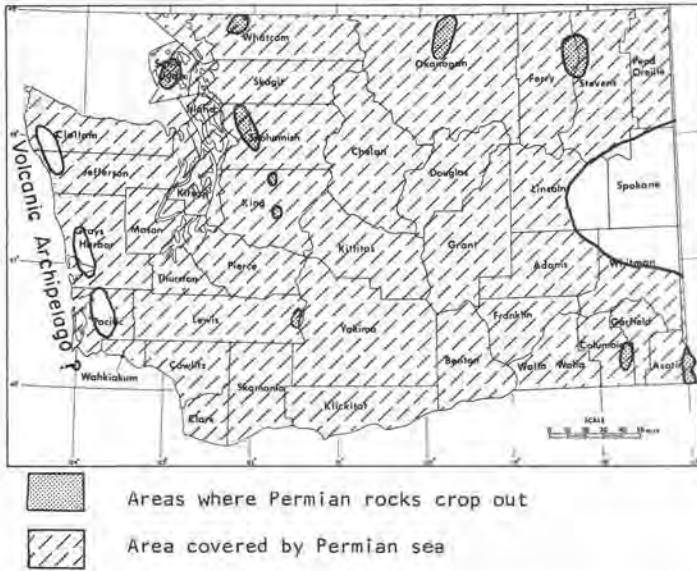 Whatcom
San Juan
Okanogan
Ferry
Stevens
Pend
Oreille
Skagit
Island
Snohomish
Clallam
Chelan
Jefferson
Douglas
Lincoln
Spokane
King
Kitsap
Grays
Harbor
Mason
Grant
Kittitas
Adams
Whitman
Pierce
Thurston
Volcanic Archipelago ?
Pacific
Lewis
Yakima
Franklin
Garfield
Columbia
Benton
Walla Walla
Asotin
Wahkiakum
Cowlitz
Skamania
Klickitat
Clark
SCALE
Areas where Permian rocks crop out
Area covered by Permian sea